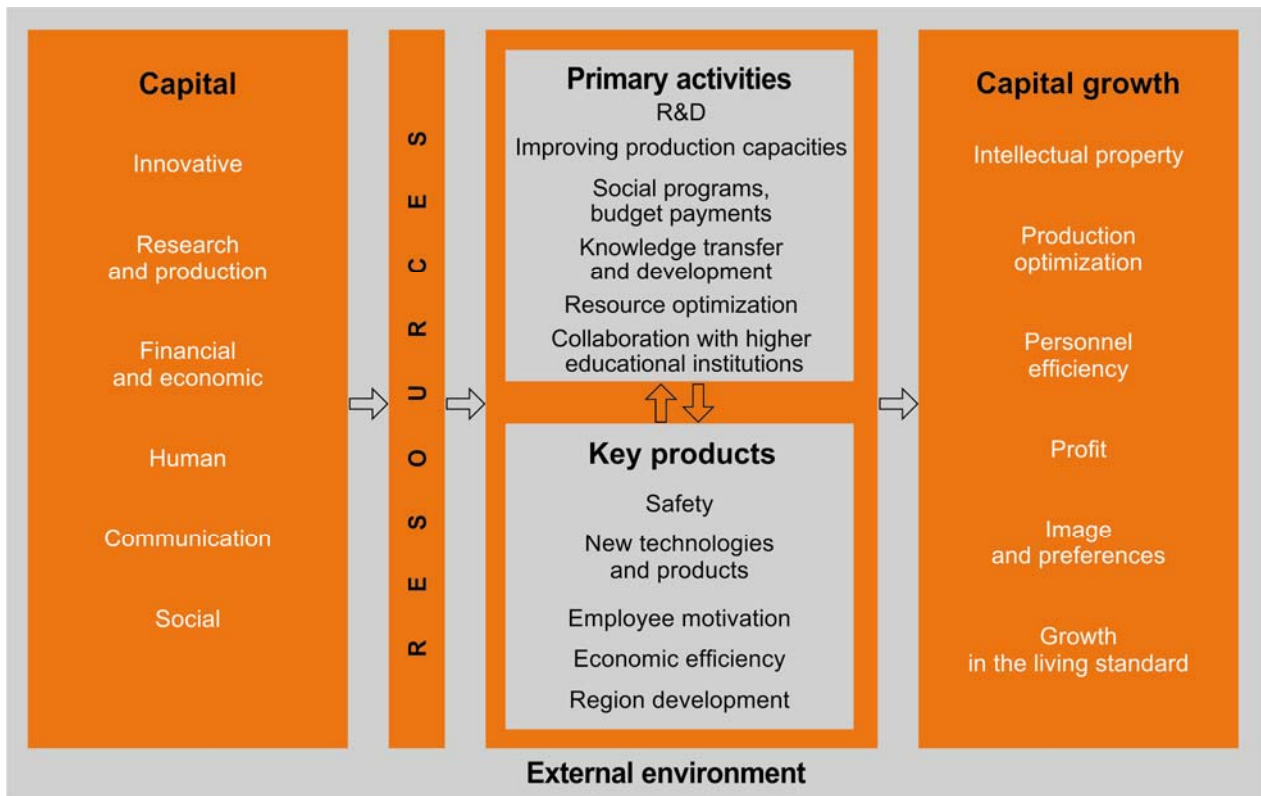 Capital
Innovative
Research
and production
Financial
and economic
Human
Communication
Social
RESOURCES
Primary activities
R&D
Improving production capacities
Social programs,
budget payments
Knowledge transfer
and development
Resource optimization
Collaboration with higher
educational institutions
Key products
Safety
New technologies
and products
Employee motivation
Economic efficiency
Region development
Capital growth
Intellectual property
Production
optimization
Personnel
efficiency
Profit
Image
and preferences
Growth
in the living standard
External environment